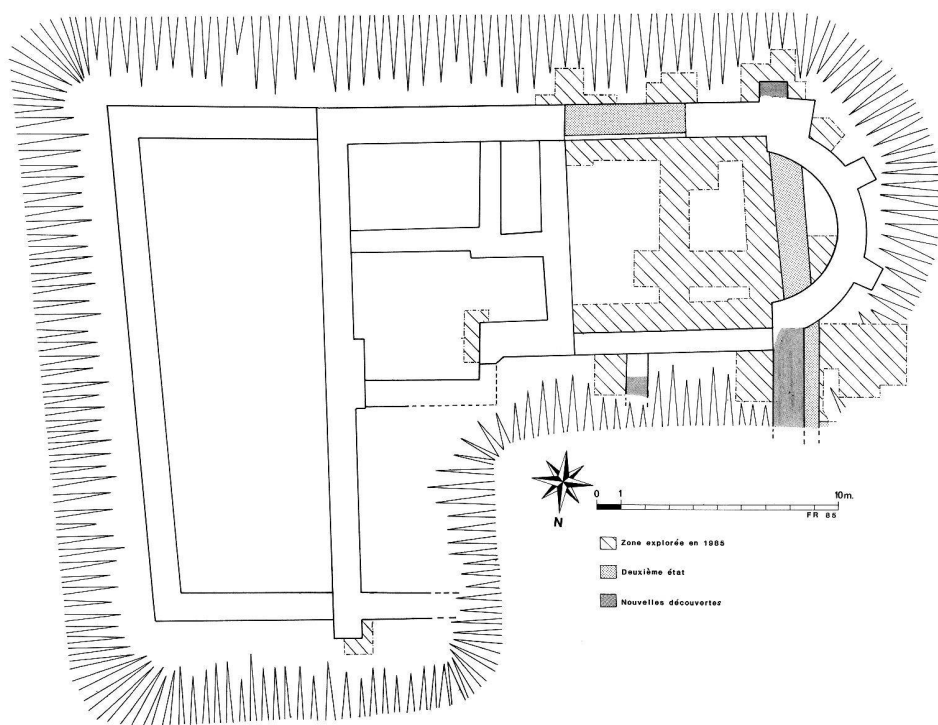 N
0 1 10m.
FR 85
Zone explorée en 1985
Deuxième état
Nouvelles découvertes